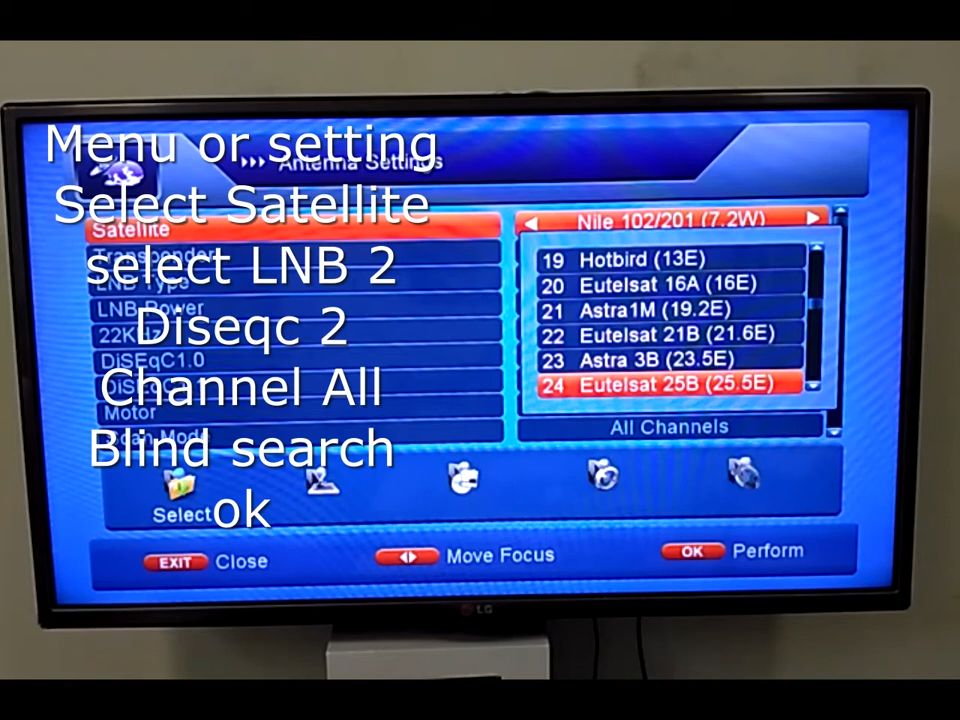 Menu or setting
Antenna Settings
Select Satellite
select LNB 2
Diseqc 2
Channel All
Blind search
ok
Satellite
Transponder
LNB Type
LNB Power
22KHz
DiSEqC1.0
Motor
Scan Mode
Nile 102/201 (7.2W)
19 Hotbird (13E)
20 Eutelsat 16A (16E)
21 Astra1M (19.2E)
22 Eutelsat 21B (21.6E)
23 Astra 3B (23.5E)
24 Eutelsat 25B (25.5E)
All Channels
Select
EXIT Close
Move Focus
OK Perform
LG